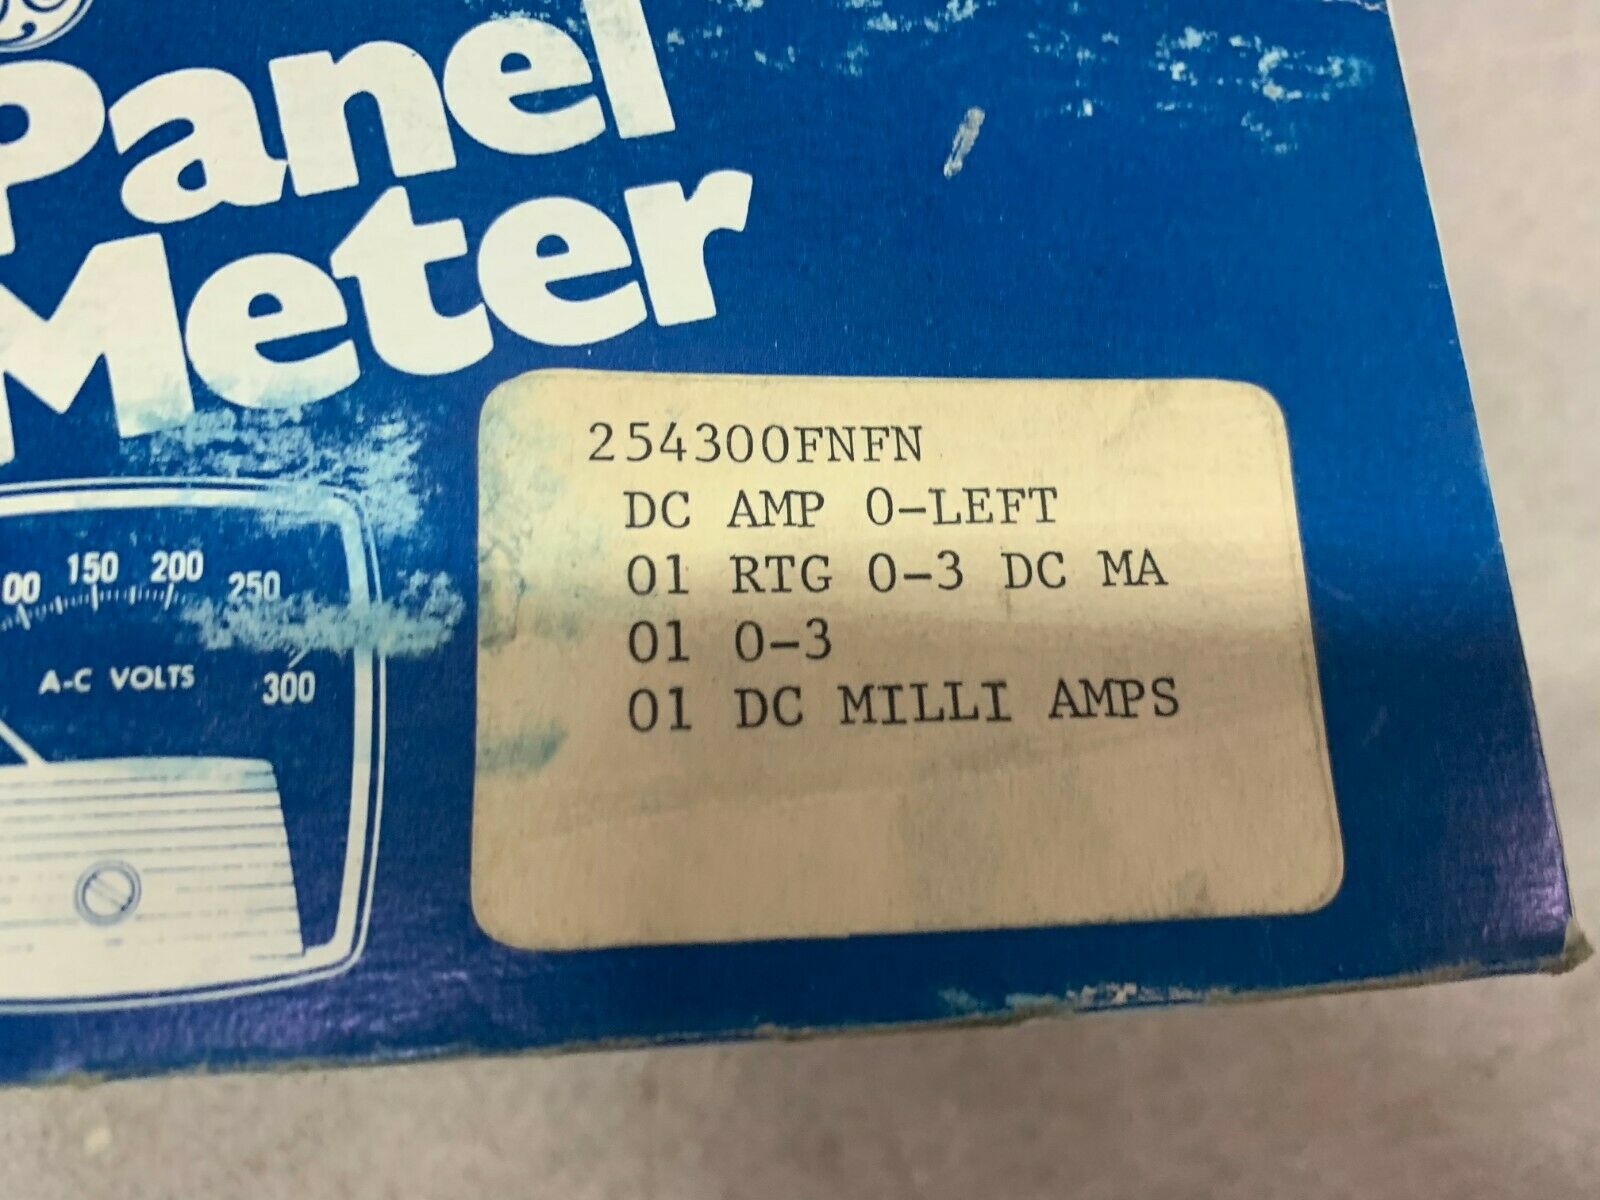 Panel
Meter
00 150 200 250
A-C VOLTS 300
254300FNFN
DC AMP 0-LEFT
01 RTG 0-3 DC MA
01 0-3
01 DC MILLI AMPS